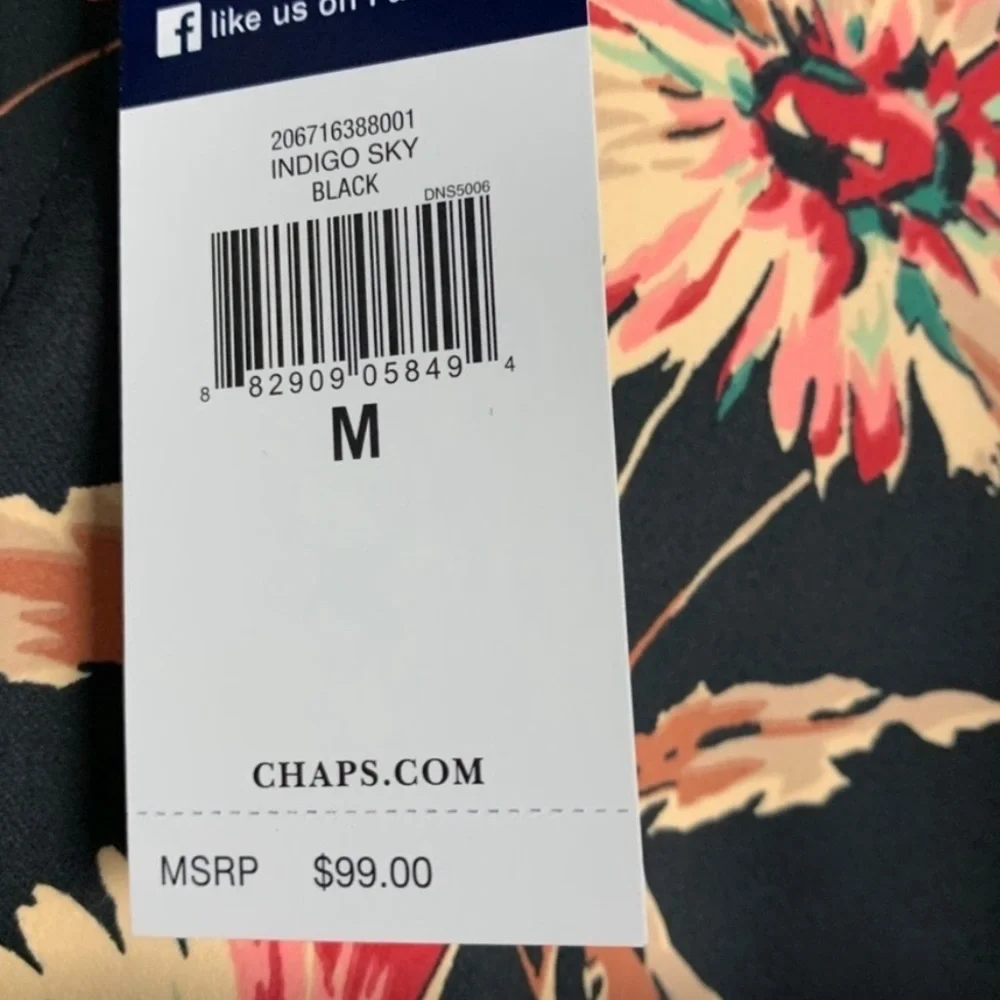 like us on
206716388001
INDIGO SKY
BLACK
DNS5006
8 82909 05849 4
M
CHAPS.COM
MSRP $99.00